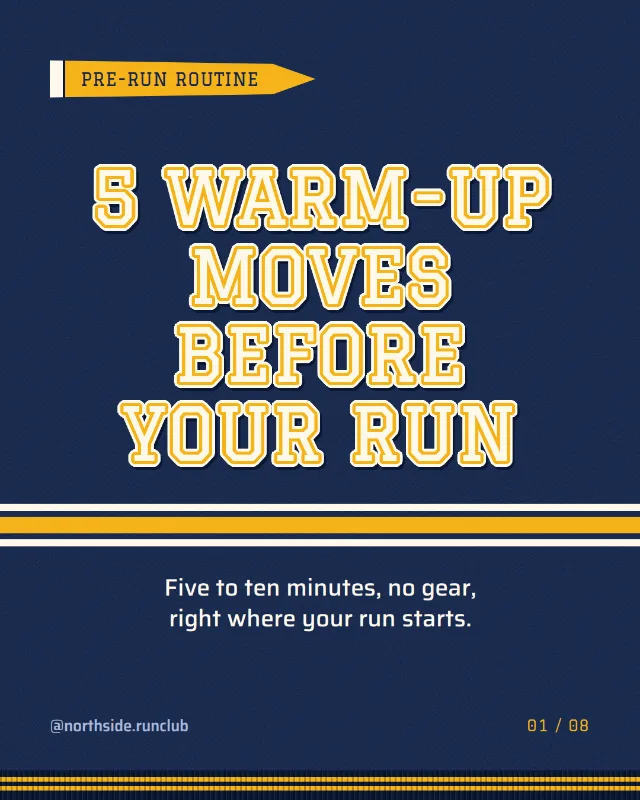 PRE-RUN ROUTINE
5 WARM-UP
MOVES
BEFORE
YOUR RUN
Five to ten minutes, no gear,
right where your run starts.
@northside.runclub
01 / 08